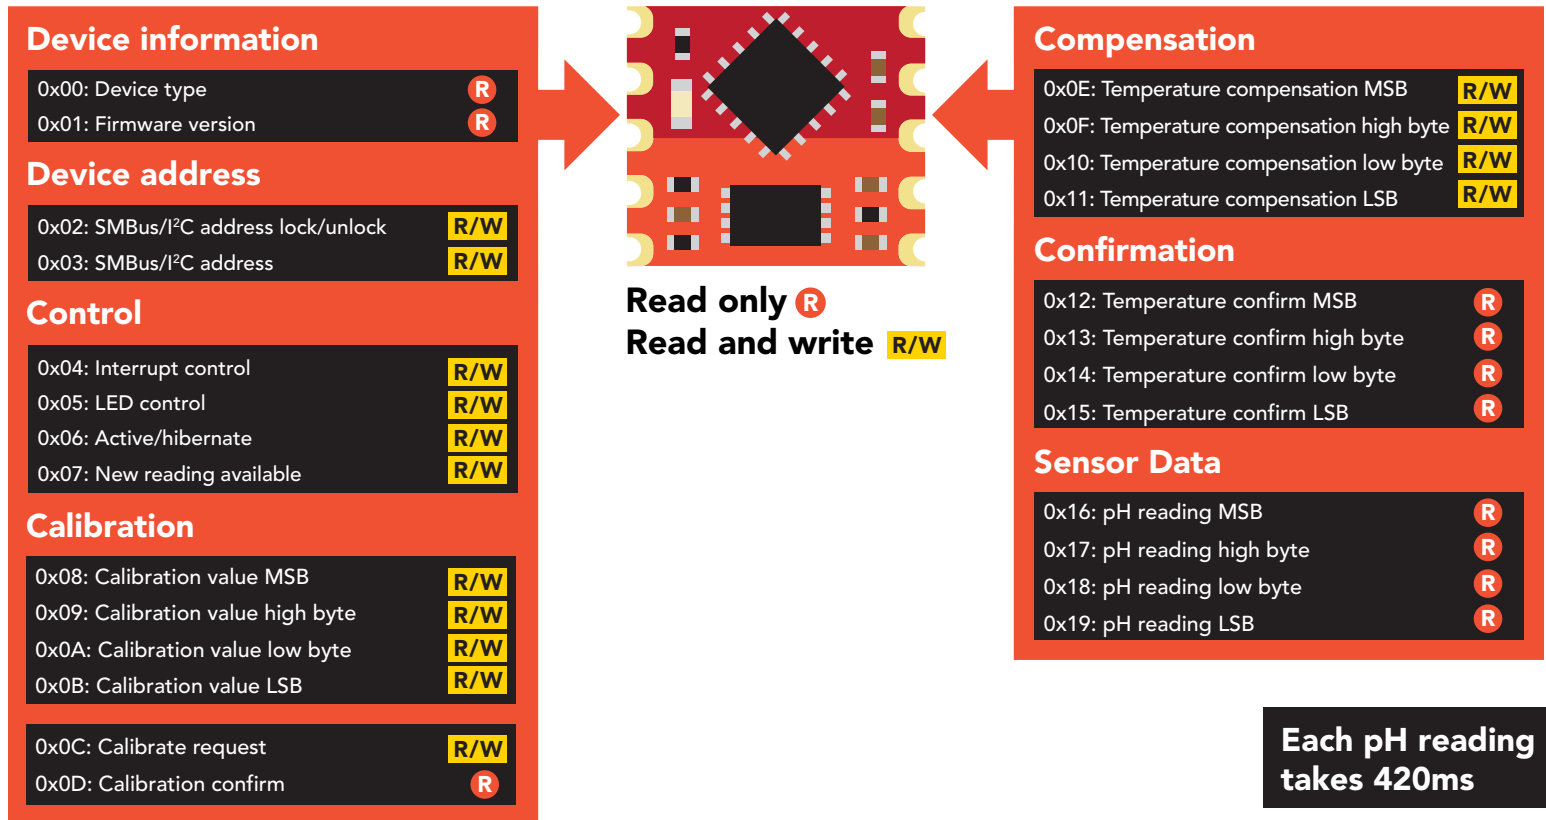 Device information
0x00: Device type R
0x01: Firmware version R
Device address
0x02: SMBus/I²C address lock/unlock R/W
0x03: SMBus/I²C address R/W
Control
0x04: Interrupt control R/W
0x05: LED control R/W
0x06: Active/hibernate R/W
0x07: New reading available R/W
Calibration
0x08: Calibration value MSB R/W
0x09: Calibration value high byte R/W
0x0A: Calibration value low byte R/W
0x0B: Calibration value LSB R/W
0x0C: Calibrate request R/W
0x0D: Calibration confirm R
Read only R
Read and write R/W
Compensation
0x0E: Temperature compensation MSB R/W
0x0F: Temperature compensation high byte R/W
0x10: Temperature compensation low byte R/W
0x11: Temperature compensation LSB R/W
Confirmation
0x12: Temperature confirm MSB R
0x13: Temperature confirm high byte R
0x14: Temperature confirm low byte R
0x15: Temperature confirm LSB R
Sensor Data
0x16: pH reading MSB R
0x17: pH reading high byte R
0x18: pH reading low byte R
0x19: pH reading LSB R
Each pH reading
takes 420ms